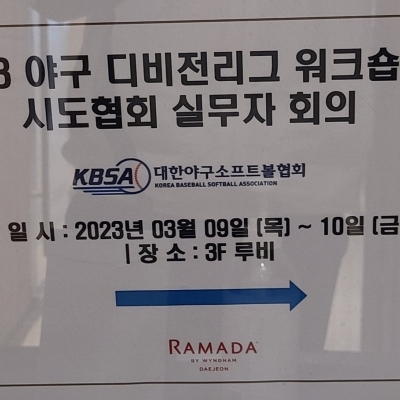 3 야구 디비전리그 워크숍
시도협회 실무자 회의
KBSA 대한야구소프트볼협회
KOREA BASEBALL SOFTBALL ASSOCIATION
일 시 : 2023년 03월 09일 (목) ~ 10일 (금
| 장 소 : 3F 루비
RAMADA
BY WYNDHAM
DAEJEON